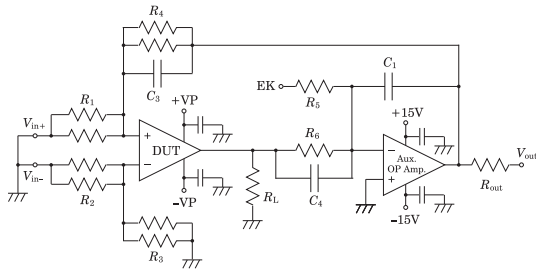 R4
C3
EK
R5
C1
R1
Vin+
+VP
+
DUT
−
R6
+15V
−
Aux.
OP Amp.
+
Vout
Vin−
R2
−VP
RL
C4
Rout
−15V
R3